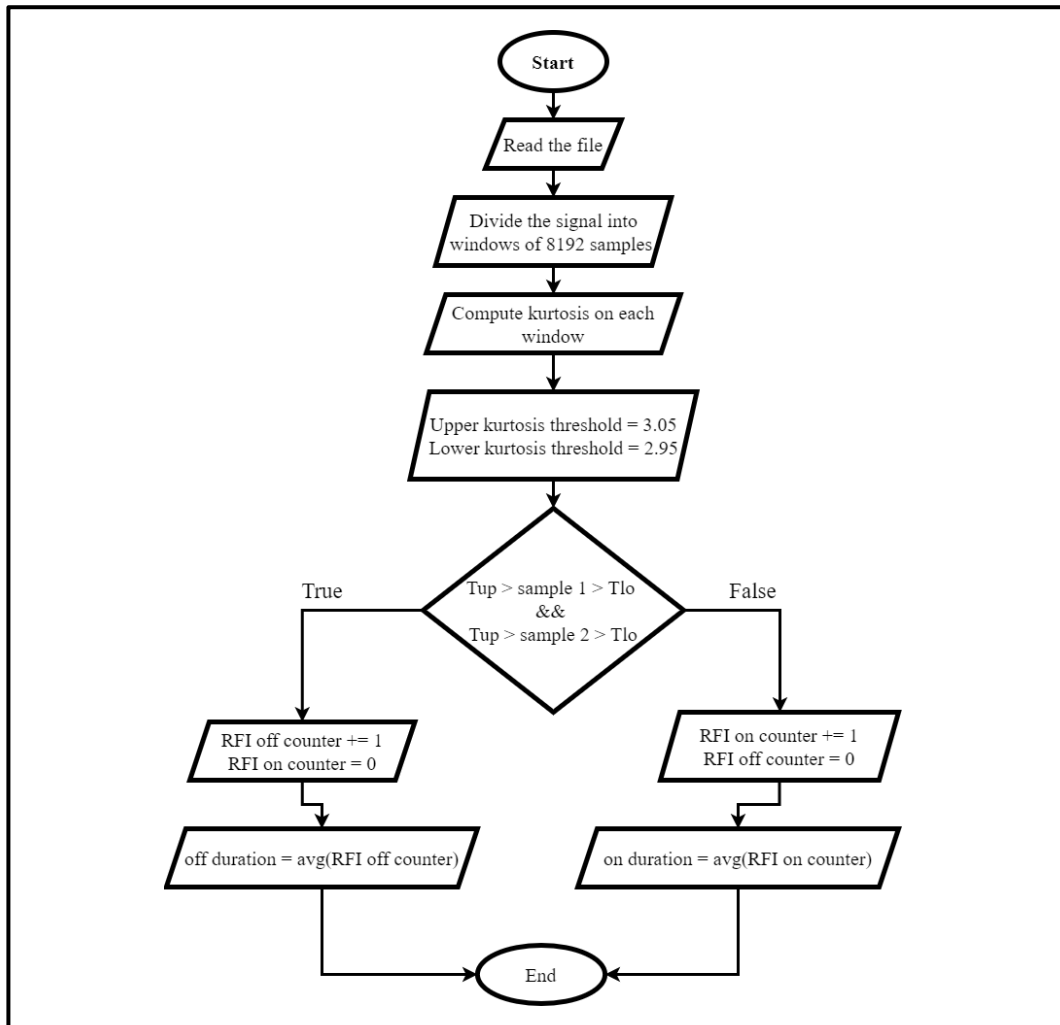 Start
Read the file
Divide the signal into
windows of 8192 samples
Compute kurtosis on each
window
Upper kurtosis threshold = 3.05
Lower kurtosis threshold = 2.95
True
Tup > sample 1 > Tlo
&&
Tup > sample 2 > Tlo
False
RFI off counter += 1
RFI on counter = 0
RFI on counter += 1
RFI off counter = 0
off duration = avg(RFI off counter)
on duration = avg(RFI on counter)
End